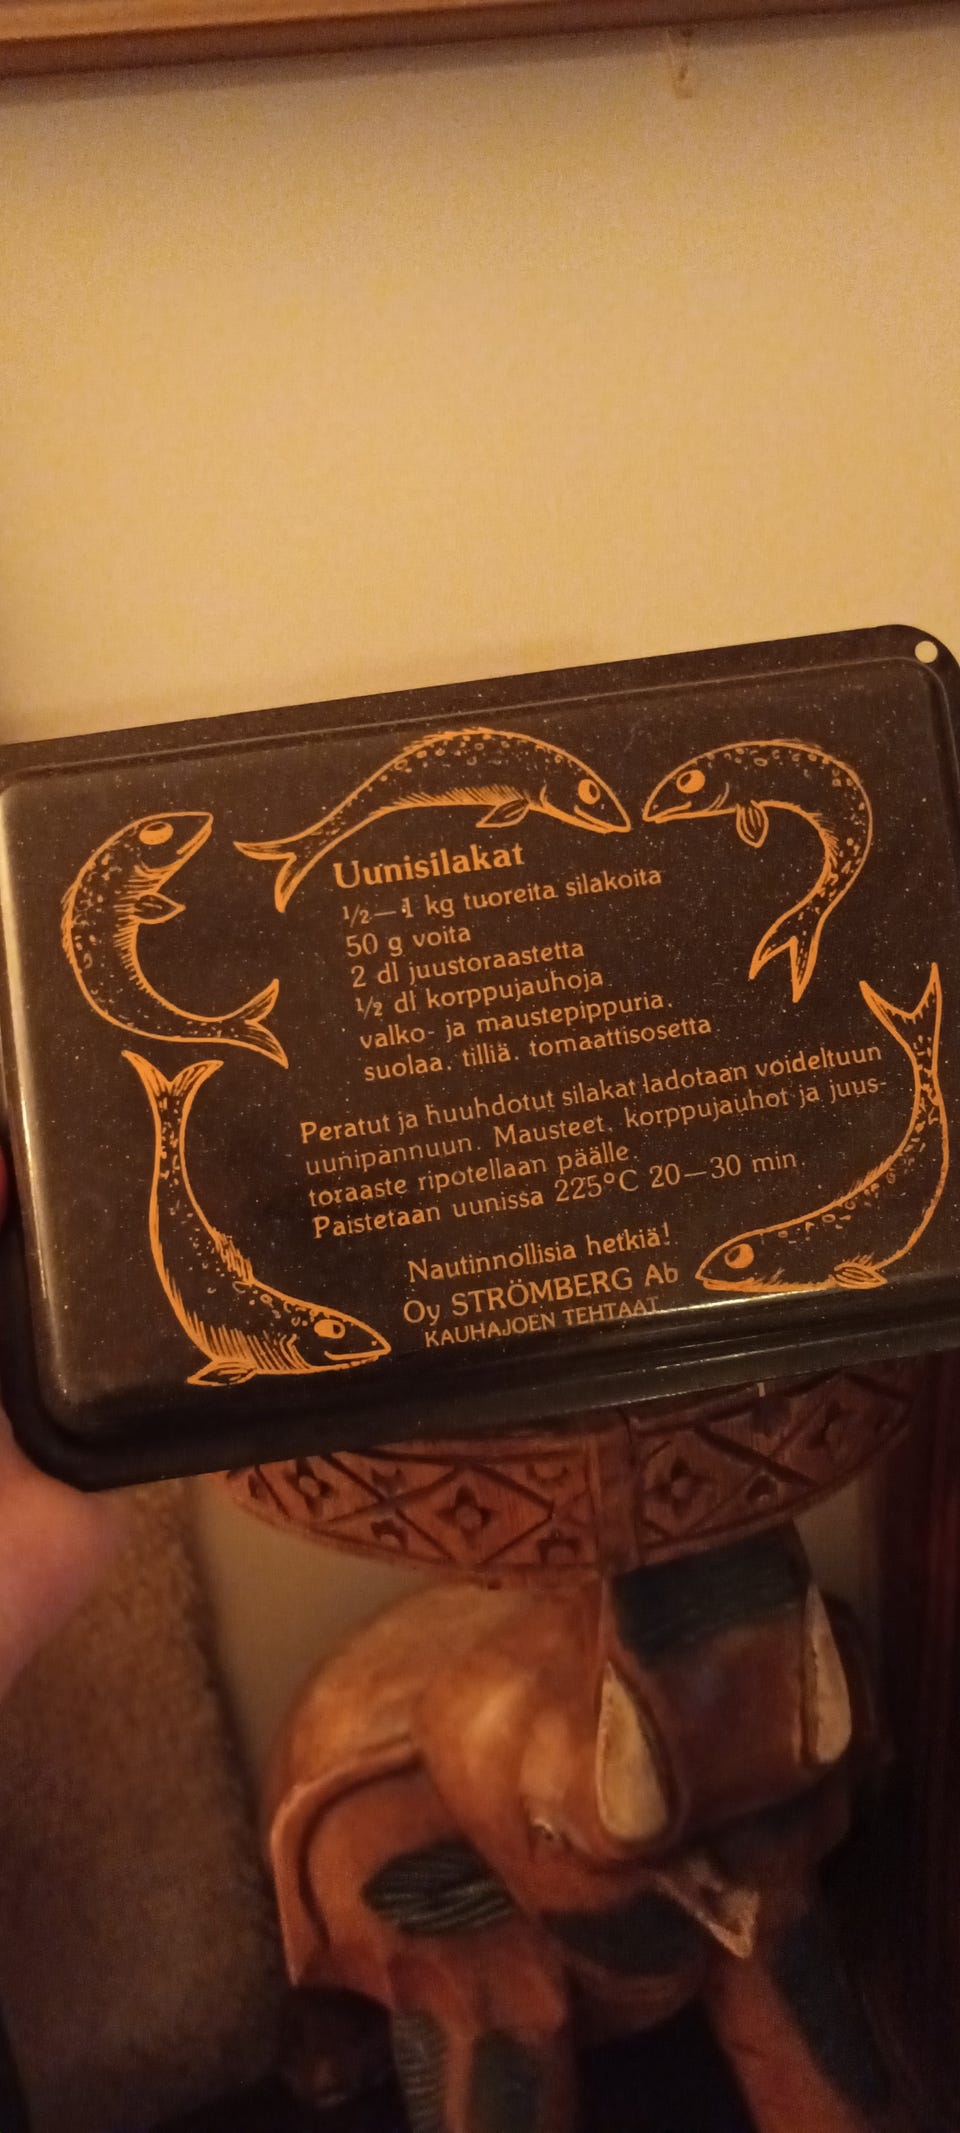 Uunisilakat
½—1 kg tuoreita silakoita
50 g voita
2 dl juustoraastetta
½ dl korppujauhoja
valko- ja maustepippuria,
suolaa, tilliä, tomaattisosetta
Peratut ja huuhdotut silakat ladotaan voideltuun
uunipannuun. Mausteet, korppujauhot ja juus-
toraaste ripotellaan päälle.
Paistetaan uunissa 225°C 20—30 min.
Nautinnollisia hetkiä!
Oy STRÖMBERG Ab
KAUHAJOEN TEHTAAT